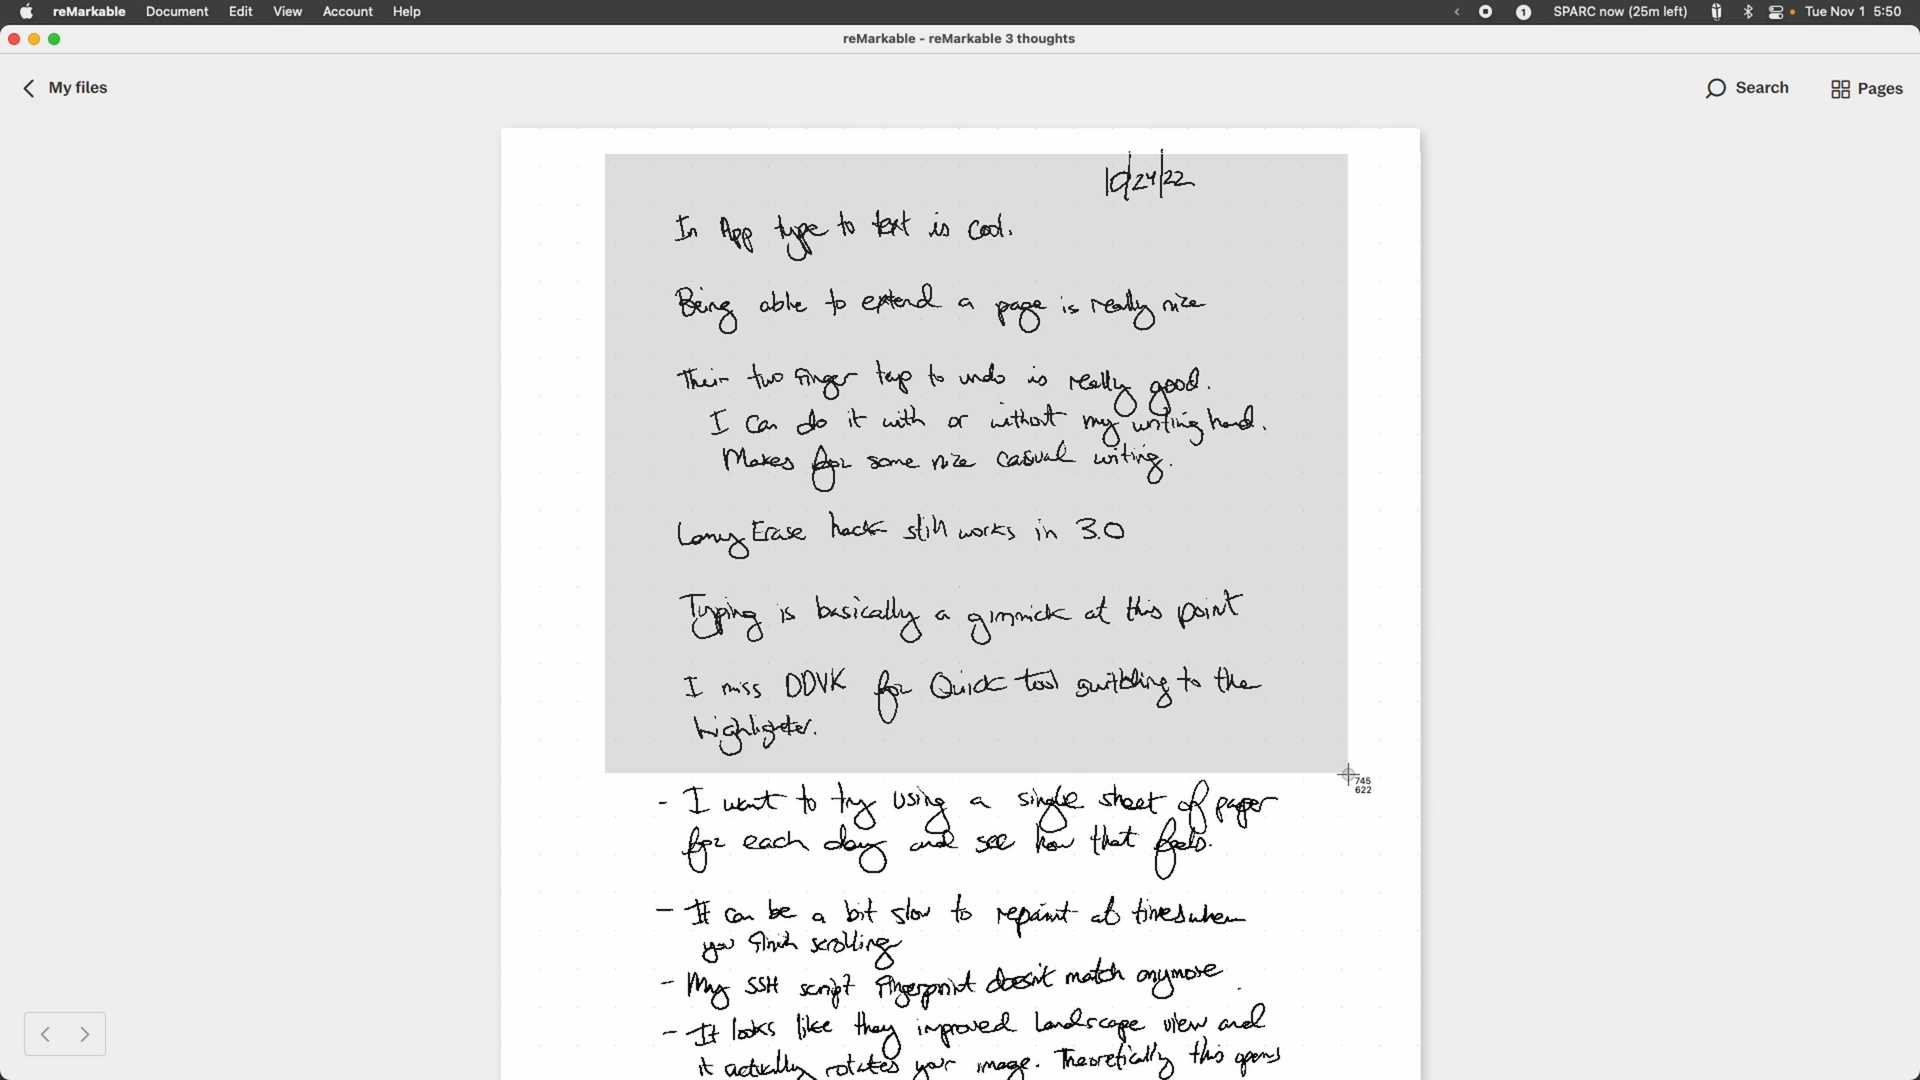 reMarkable Document Edit View Account Help
1 SPARC now (25m left) Tue Nov 1 5:50
reMarkable - reMarkable 3 thoughts
My files
Search Pages
10/24/22
In App type to text is cool.
Being able to extend a page is really nice
Their two finger tap to undo is really good.
I can do it with or without my writing hand.
Makes for some nice casual writing.
Lamy Erase hack still works in 3.0
Typing is basically a gimmick at this point
I miss DDVK for Quick tool switching to the
highlighter.
745
622
- I want to try using a single sheet of paper
for each day and see how that feels.
- It can be a bit slow to repaint at times when
you finish scrolling
- My SSH script fingerprint doesn't match anymore
- It looks like they improved Landscape view and
it actually rotates your image. Theoretically this opens